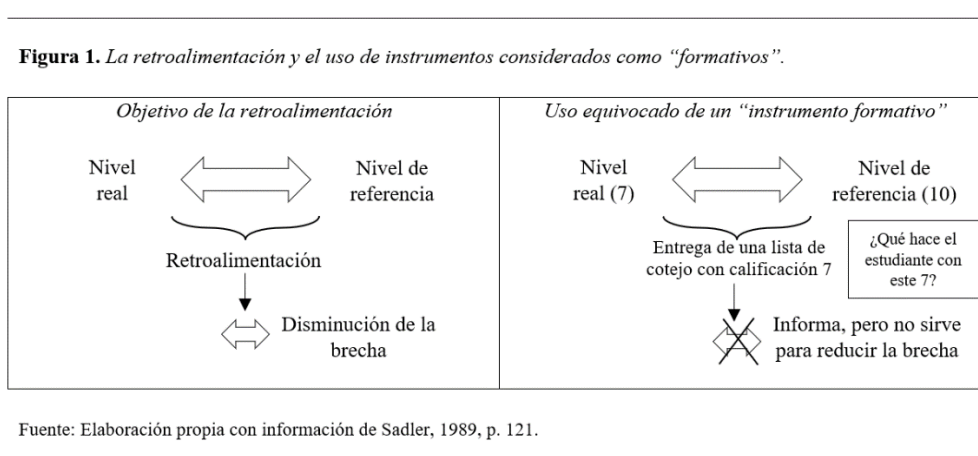 Figura 1. La retroalimentación y el uso de instrumentos considerados como “formativos”.
Objetivo de la retroalimentación
Nivel
real
Nivel de
referencia
Retroalimentación
Disminución de la
brecha
Uso equivocado de un “instrumento formativo”
Nivel
real (7)
Nivel de
referencia (10)
Entrega de una lista de
cotejo con calificación 7
¿Qué hace el
estudiante con
este 7?
Informa, pero no sirve
para reducir la brecha
Fuente: Elaboración propia con información de Sadler, 1989, p. 121.